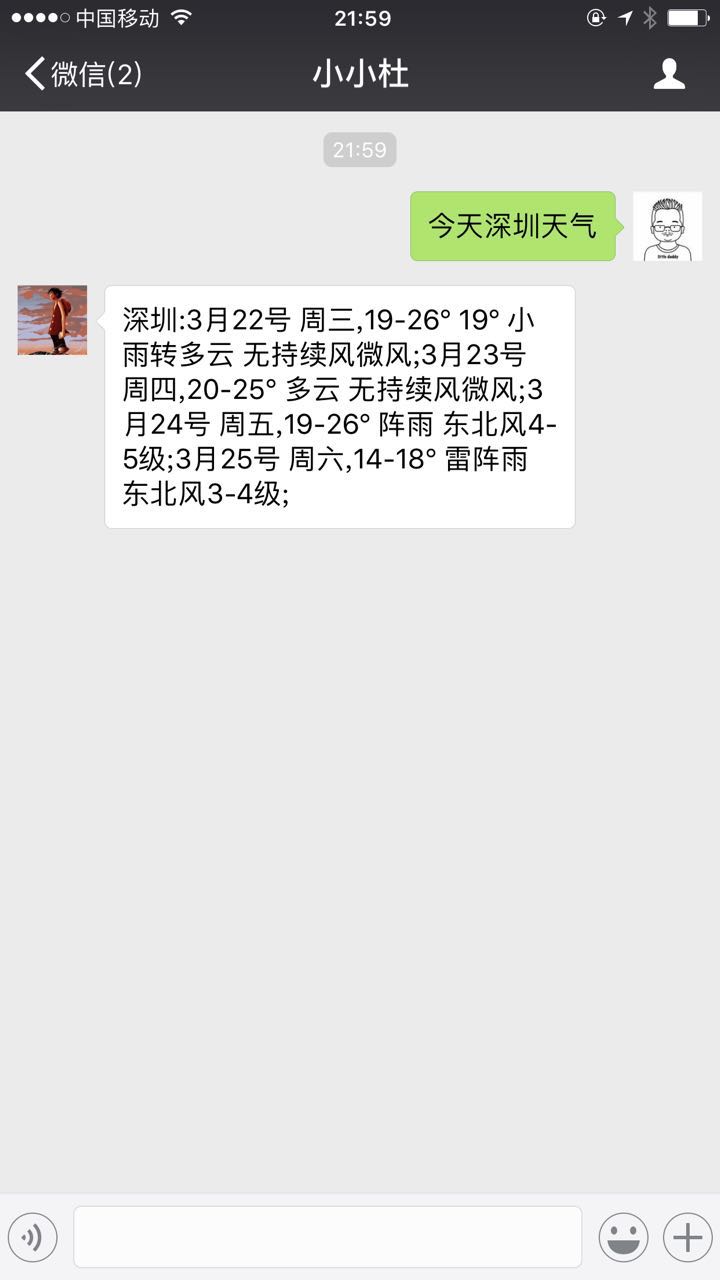 中国移动
21:59
微信(2)
小小杜
21:59
今天深圳天气
深圳:3月22号 周三,19-26° 19° 小
雨转多云 无持续风微风;3月23号
周四,20-25° 多云 无持续风微风;3
月24号 周五,19-26° 阵雨 东北风4-
5级;3月25号 周六,14-18° 雷阵雨
东北风3-4级;